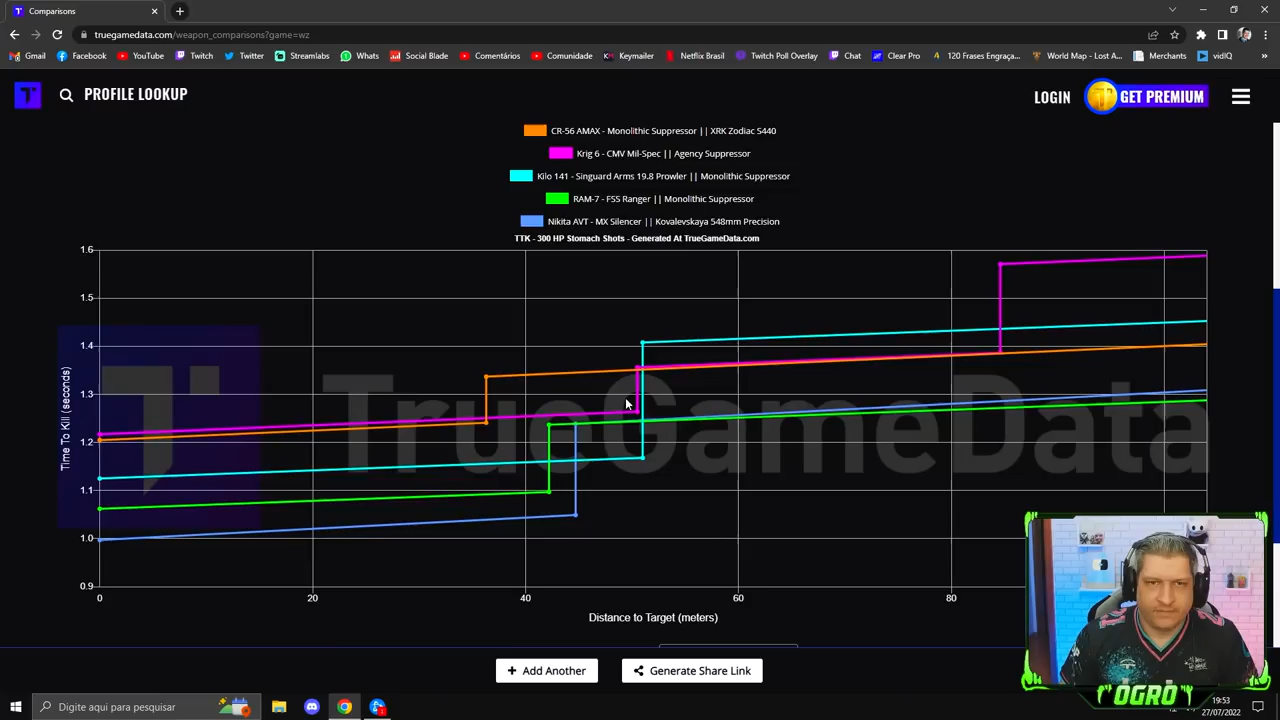 Comparisons
truegamedata.com/weapon_comparisons?game=wz
Gmail Facebook YouTube Twitch Twitter Streamlabs Whats Social Blade Comentários Comunidade Keymailer Netflix Brasil Twitch Poll Overlay Chat Clear Pro 120 Frases Engraça... World Map - Lost A... Merchants vidIQ
PROFILE LOOKUP
LOGIN
GET PREMIUM
CR-56 AMAX - Monolithic Suppressor || XRK Zodiac S440
Krig 6 - CMV Mil-Spec || Agency Suppressor
Kilo 141 - Singuard Arms 19.8 Prowler || Monolithic Suppressor
RAM-7 - FSS Ranger || Monolithic Suppressor
Nikita AVT - MX Silencer || Kovalevskaya 548mm Precision
TTK - 300 HP Stomach Shots - Generated At TrueGameData.com
1.6
1.5
1.4
1.3
1.2
1.1
1.0
0.9
Time To Kill (seconds)
TrueGameData
0 20 40 60 80
Distance to Target (meters)
+ Add Another
Generate Share Link
OGRO
Digite aqui para pesquisar
19:53
27/07/2022